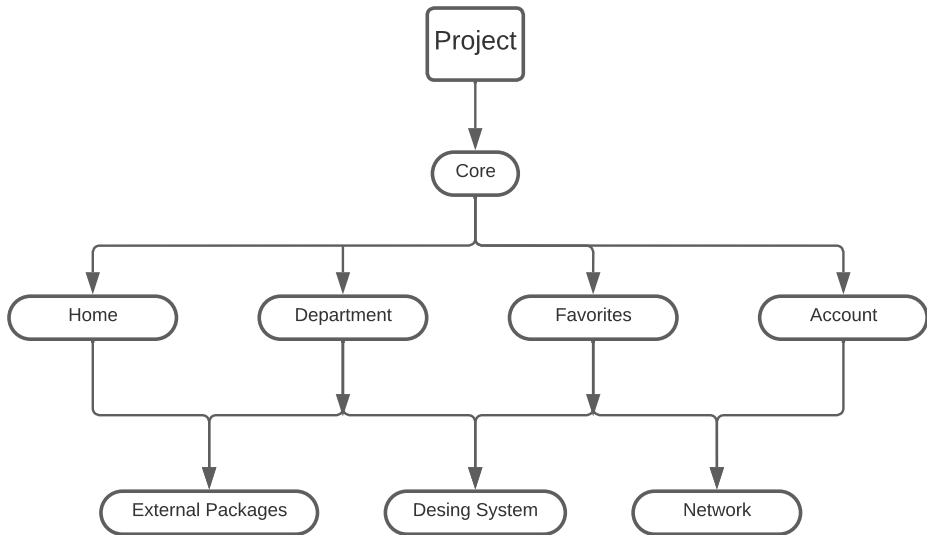 Project
Core
Home
Department
Favorites
Account
External Packages
Desing System
Network